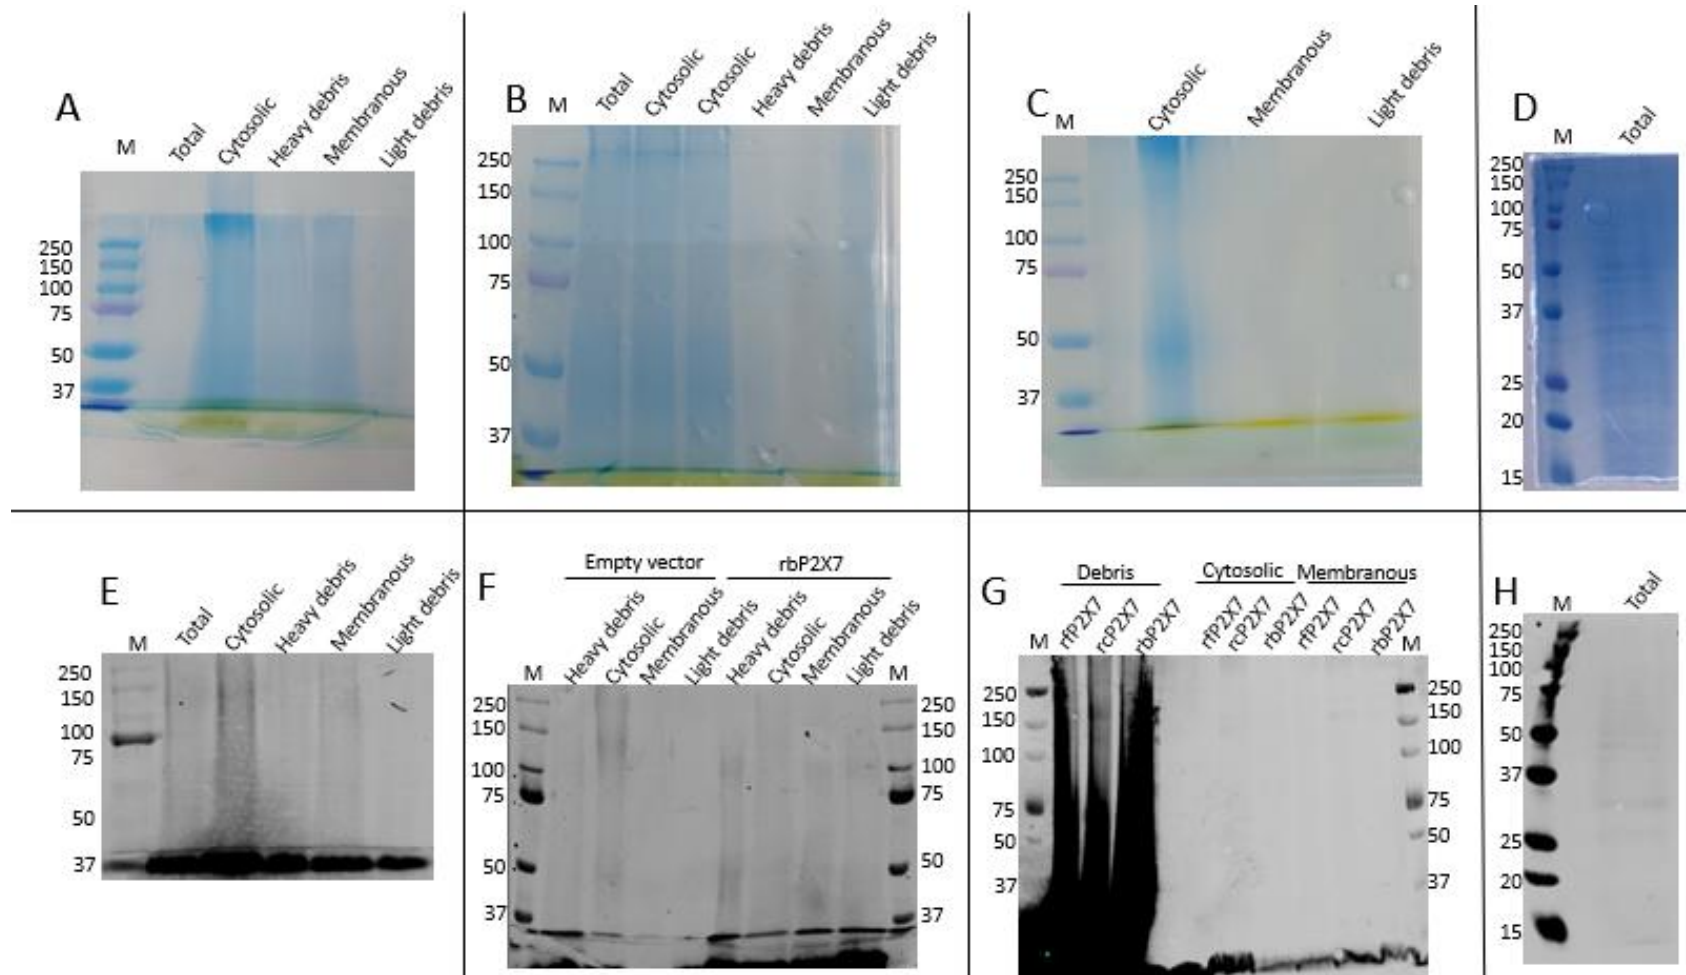 A
M
Total
Cytosolic
Heavy debris
Membranous
Light debris
250
150
100
75
50
37
B
M
Total
Cytosolic
Cytosolic
Heavy debris
Membranous
Light debris
250
150
100
75
50
37
C
M
Cytosolic
Membranous
Light debris
250
150
100
75
50
37
D
M
Total
250
150
100
75
50
37
25
20
15
E
M
Total
Cytosolic
Heavy debris
Membranous
Light debris
250
150
100
75
50
37
F
Empty vector
rbP2X7
M
Heavy debris
Cytosolic
Membranous
Light debris
Heavy debris
Cytosolic
Membranous
Light debris
M
250
150
100
75
50
37
250
150
100
75
50
37
G
Debris
Cytosolic
Membranous
M
rfP2X7
rcP2X7
rbP2X7
rfP2X7
rcP2X7
rbP2X7
rfP2X7
rcP2X7
rbP2X7
M
250
150
100
75
50
37
250
150
100
75
50
37
H
M
Total
250
150
100
75
50
37
25
20
15